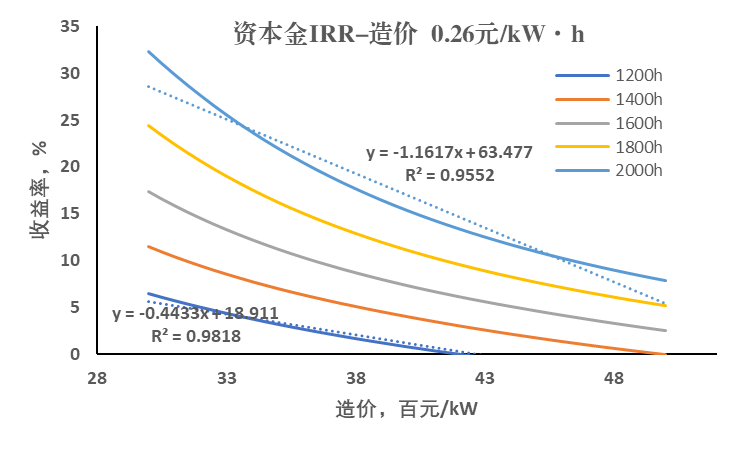 资本金IRR–造价 0.26元/kW·h
35
30
25
20
15
10
5
0
收益率，%
1200h
1400h
1600h
1800h
2000h
y = -1.1617x + 63.477
R² = 0.9552
y = -0.4433x + 18.911
R² = 0.9818
28 33 38 43 48
造价，百元/kW